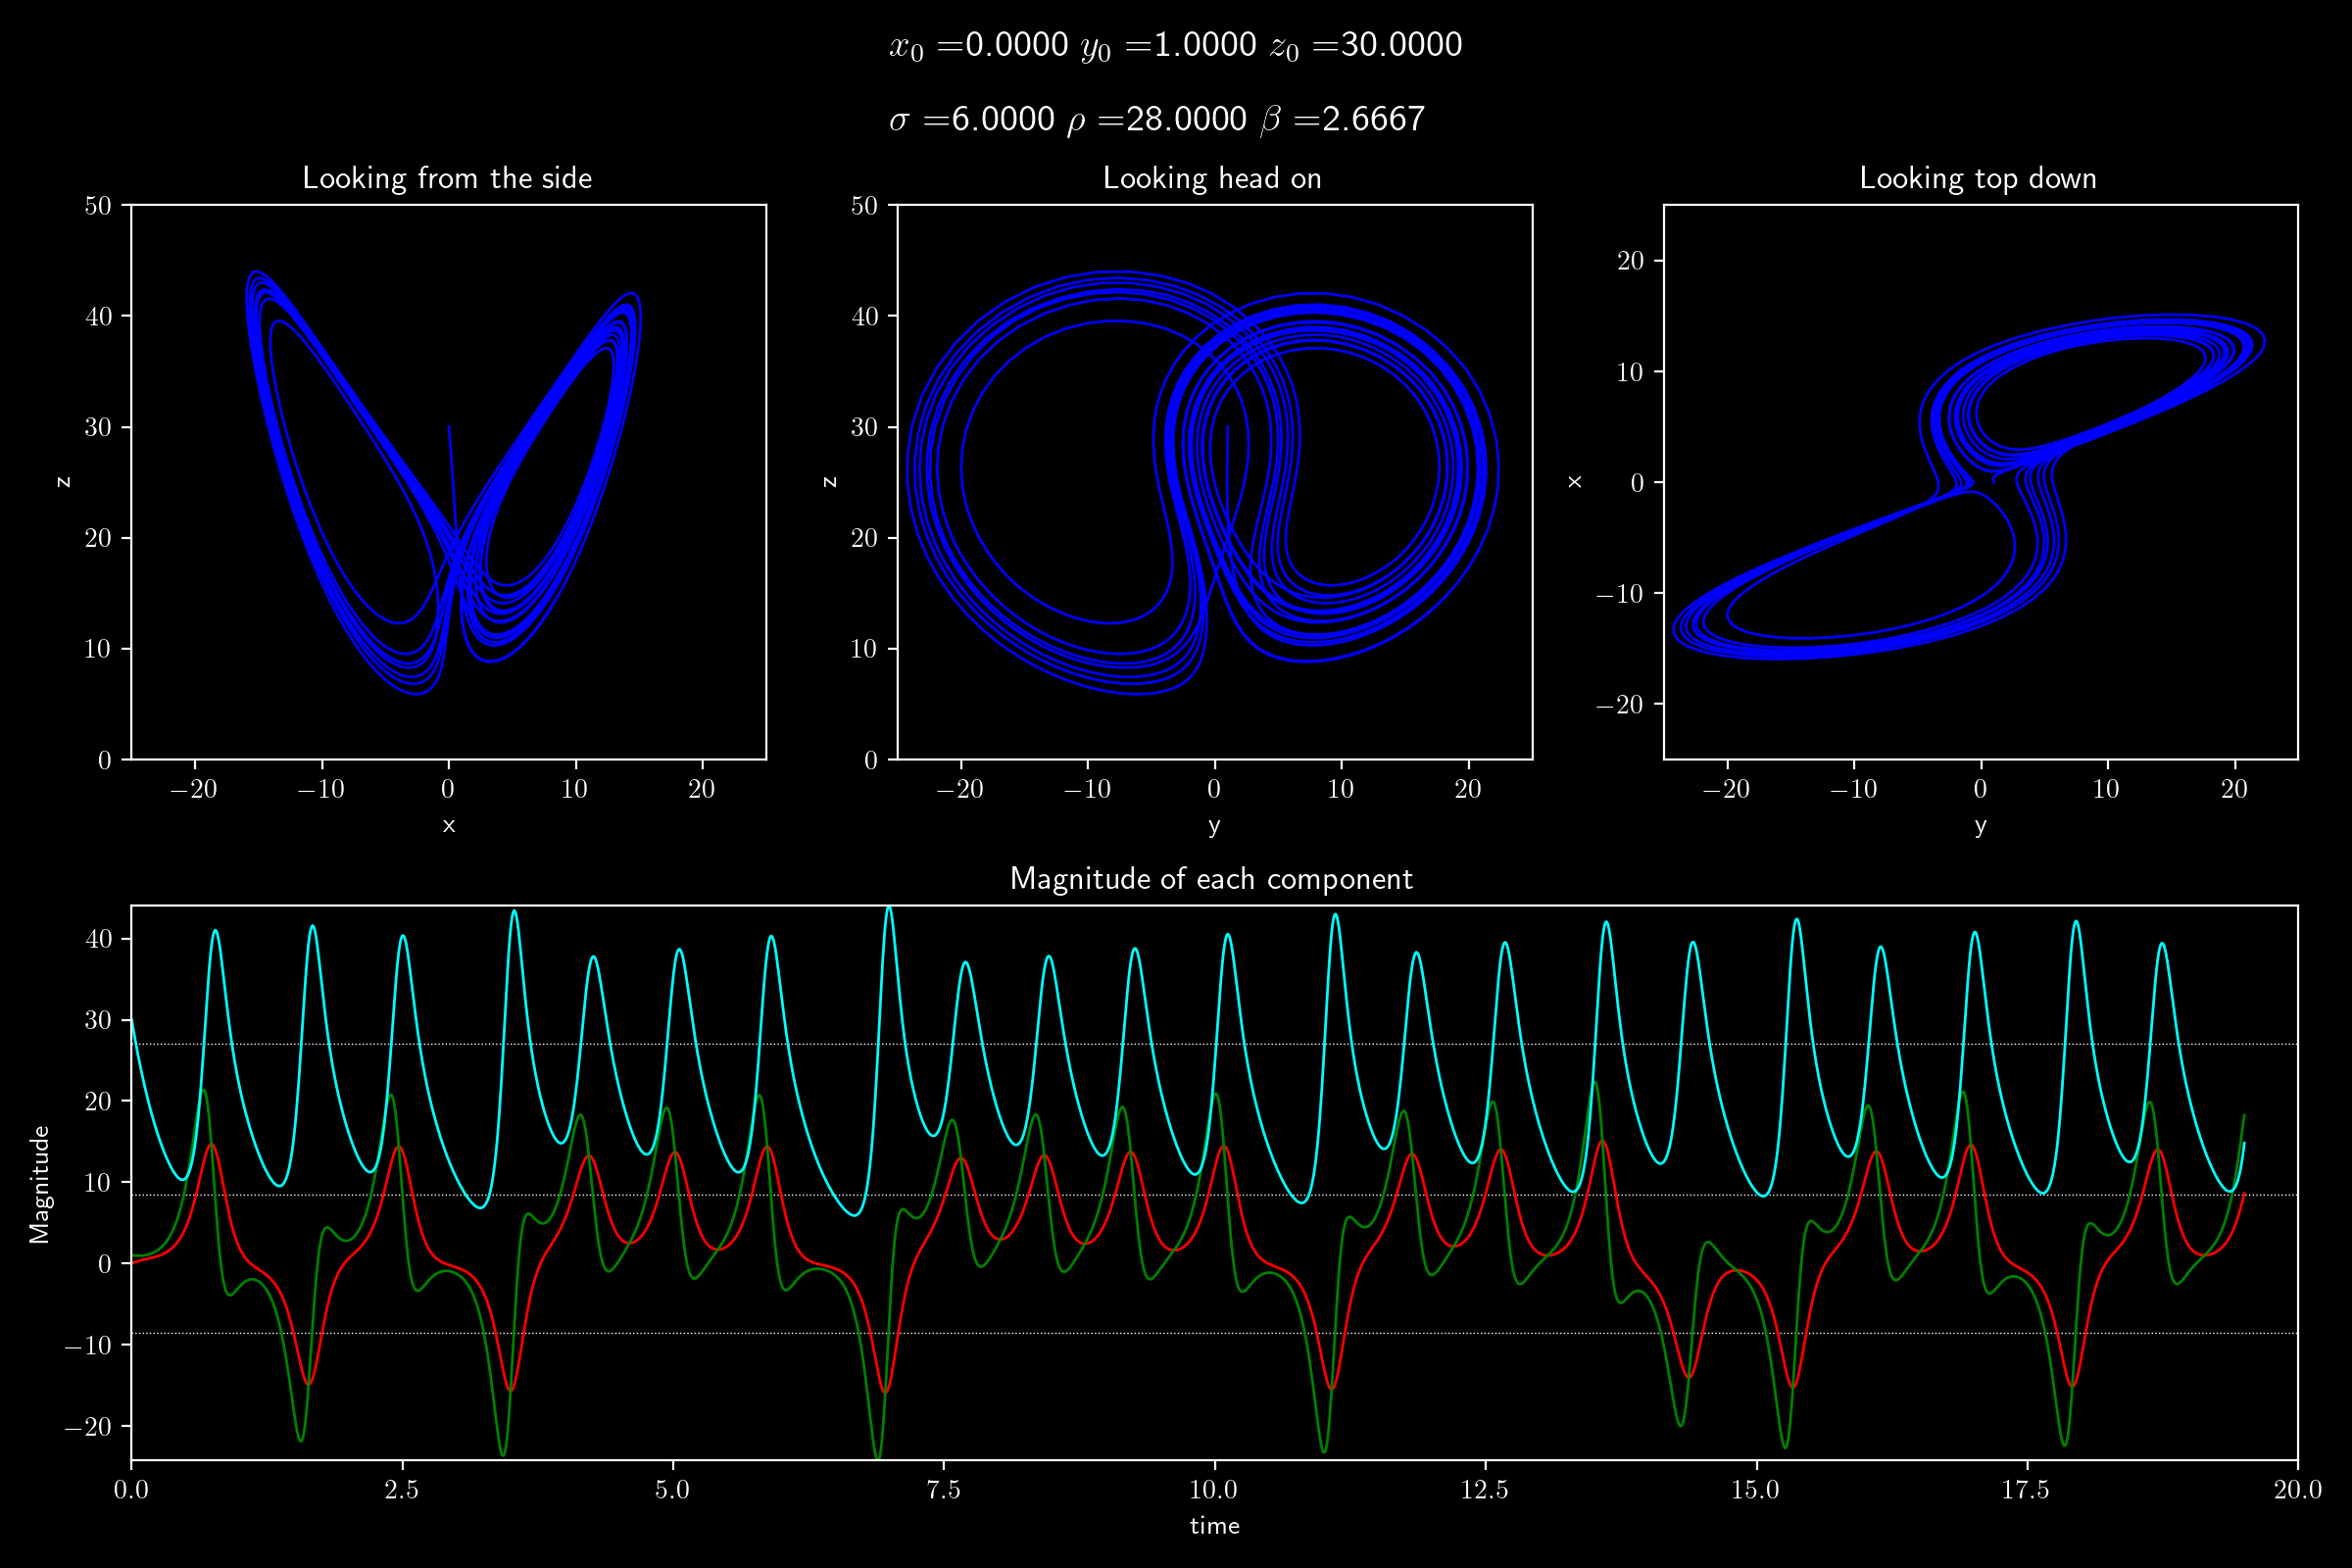 x₀ =0.0000 y₀ =1.0000 z₀ =30.0000
σ =6.0000 ρ =28.0000 β =2.6667
Looking from the side
Looking head on
Looking top down
50
40
30
20
10
0
z
−20 −10 0 10 20
x
50
40
30
20
10
0
z
−20 −10 0 10 20
y
20
10
0
−10
−20
x
−20 −10 0 10 20
y
Magnitude of each component
40
30
20
10
0
−10
−20
Magnitude
0.0 2.5 5.0 7.5 10.0 12.5 15.0 17.5 20.0
time